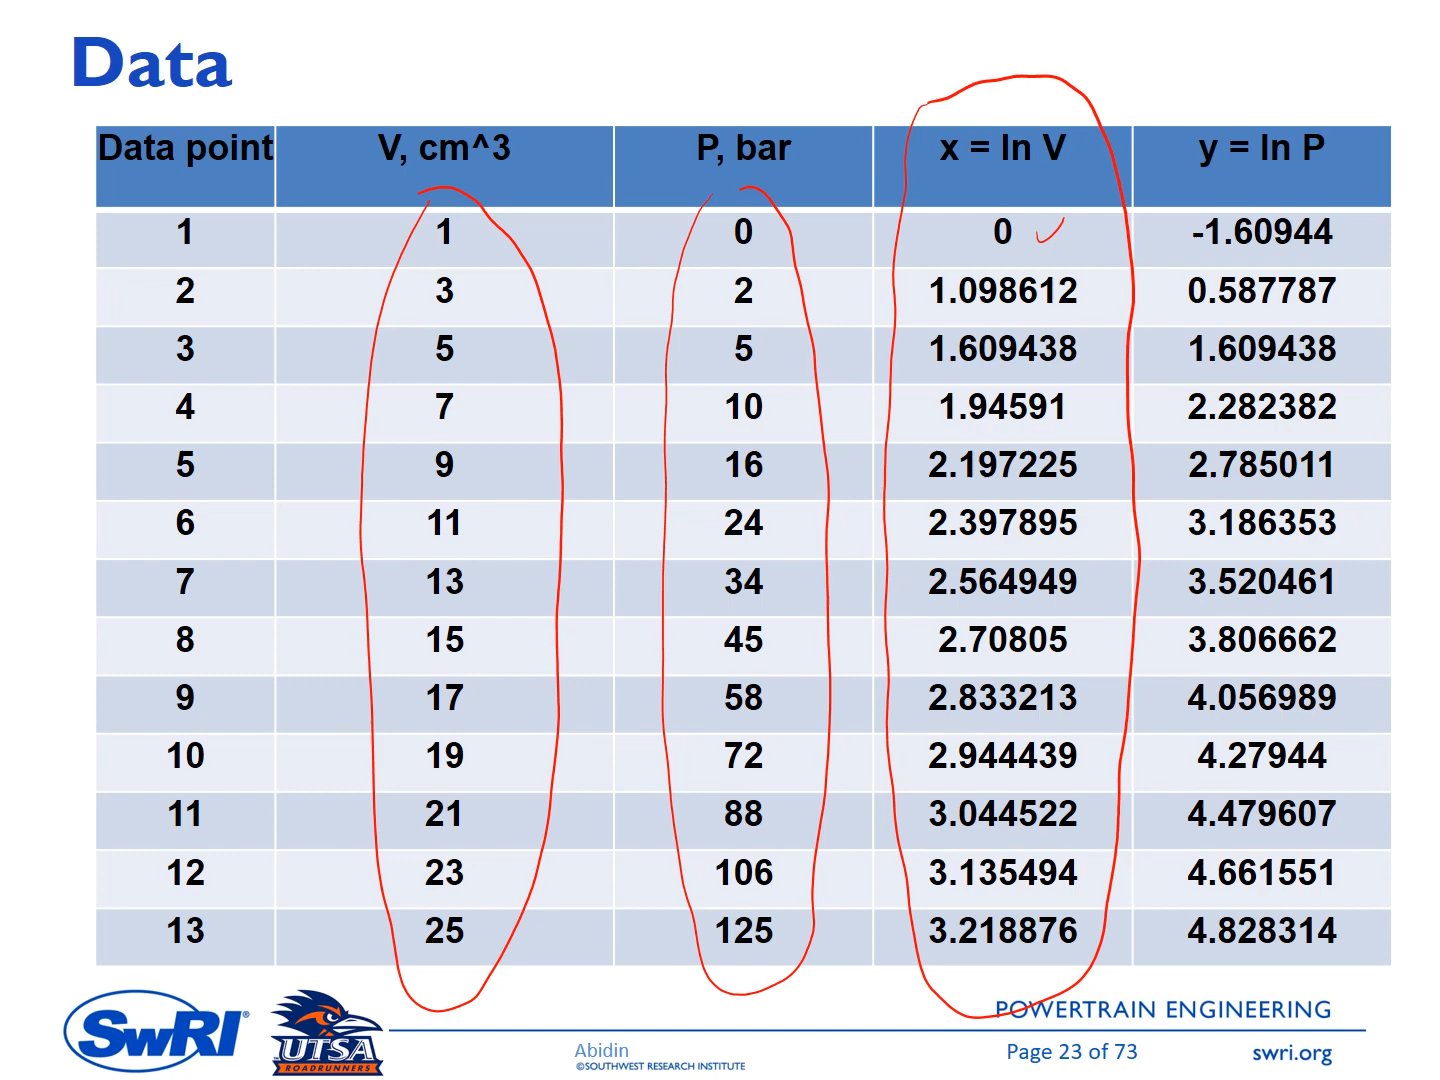 Data
Data point V, cm^3 P, bar x = ln V y = ln P
1 1 0 0 -1.60944
2 3 2 1.098612 0.587787
3 5 5 1.609438 1.609438
4 7 10 1.94591 2.282382
5 9 16 2.197225 2.785011
6 11 24 2.397895 3.186353
7 13 34 2.564949 3.520461
8 15 45 2.70805 3.806662
9 17 58 2.833213 4.056989
10 19 72 2.944439 4.27944
11 21 88 3.044522 4.479607
12 23 106 3.135494 4.661551
13 25 125 3.218876 4.828314
POWERTRAIN ENGINEERING
SwRI®
UTSA
ROADRUNNERS
Abidin
©SOUTHWEST RESEARCH INSTITUTE
Page 23 of 73
swri.org